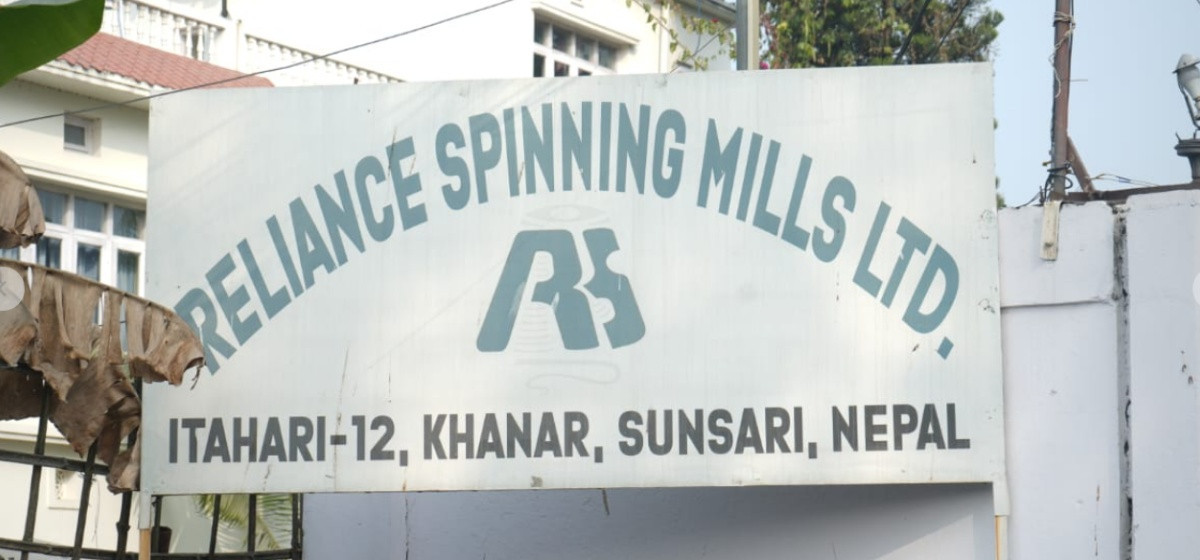 RELIANCE SPINNING MILLS LTD.
RS
ITAHARI-12, KHANAR, SUNSARI, NEPAL